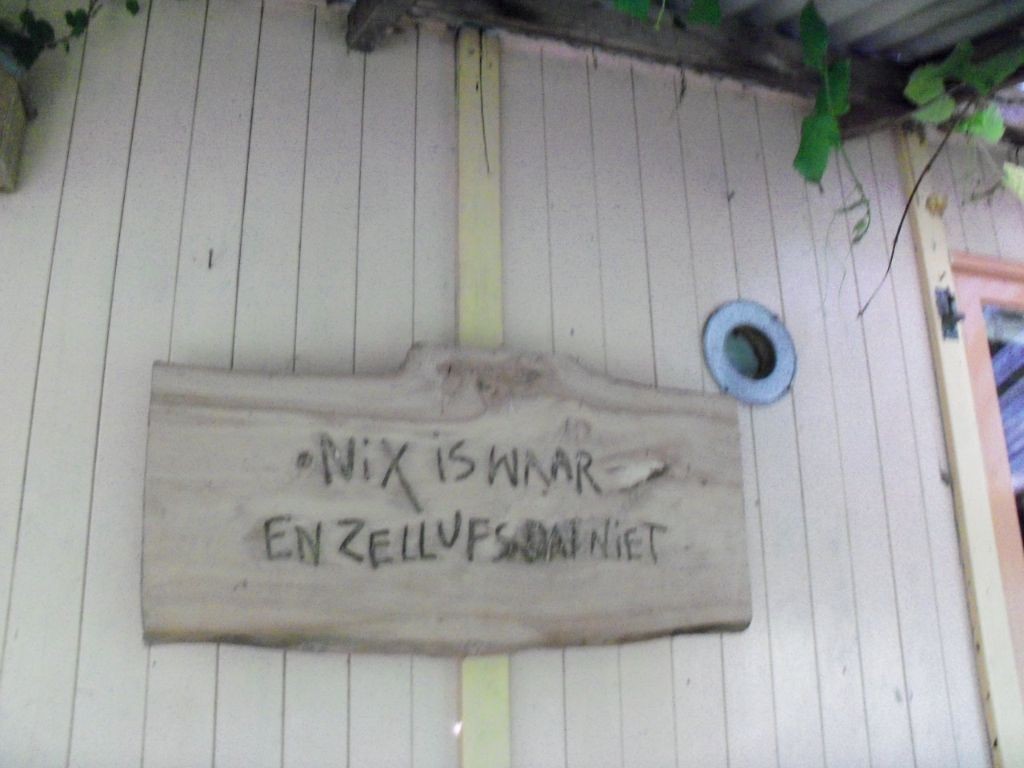 NiX iS WAAR
EN ZELLUFS DAT NiET